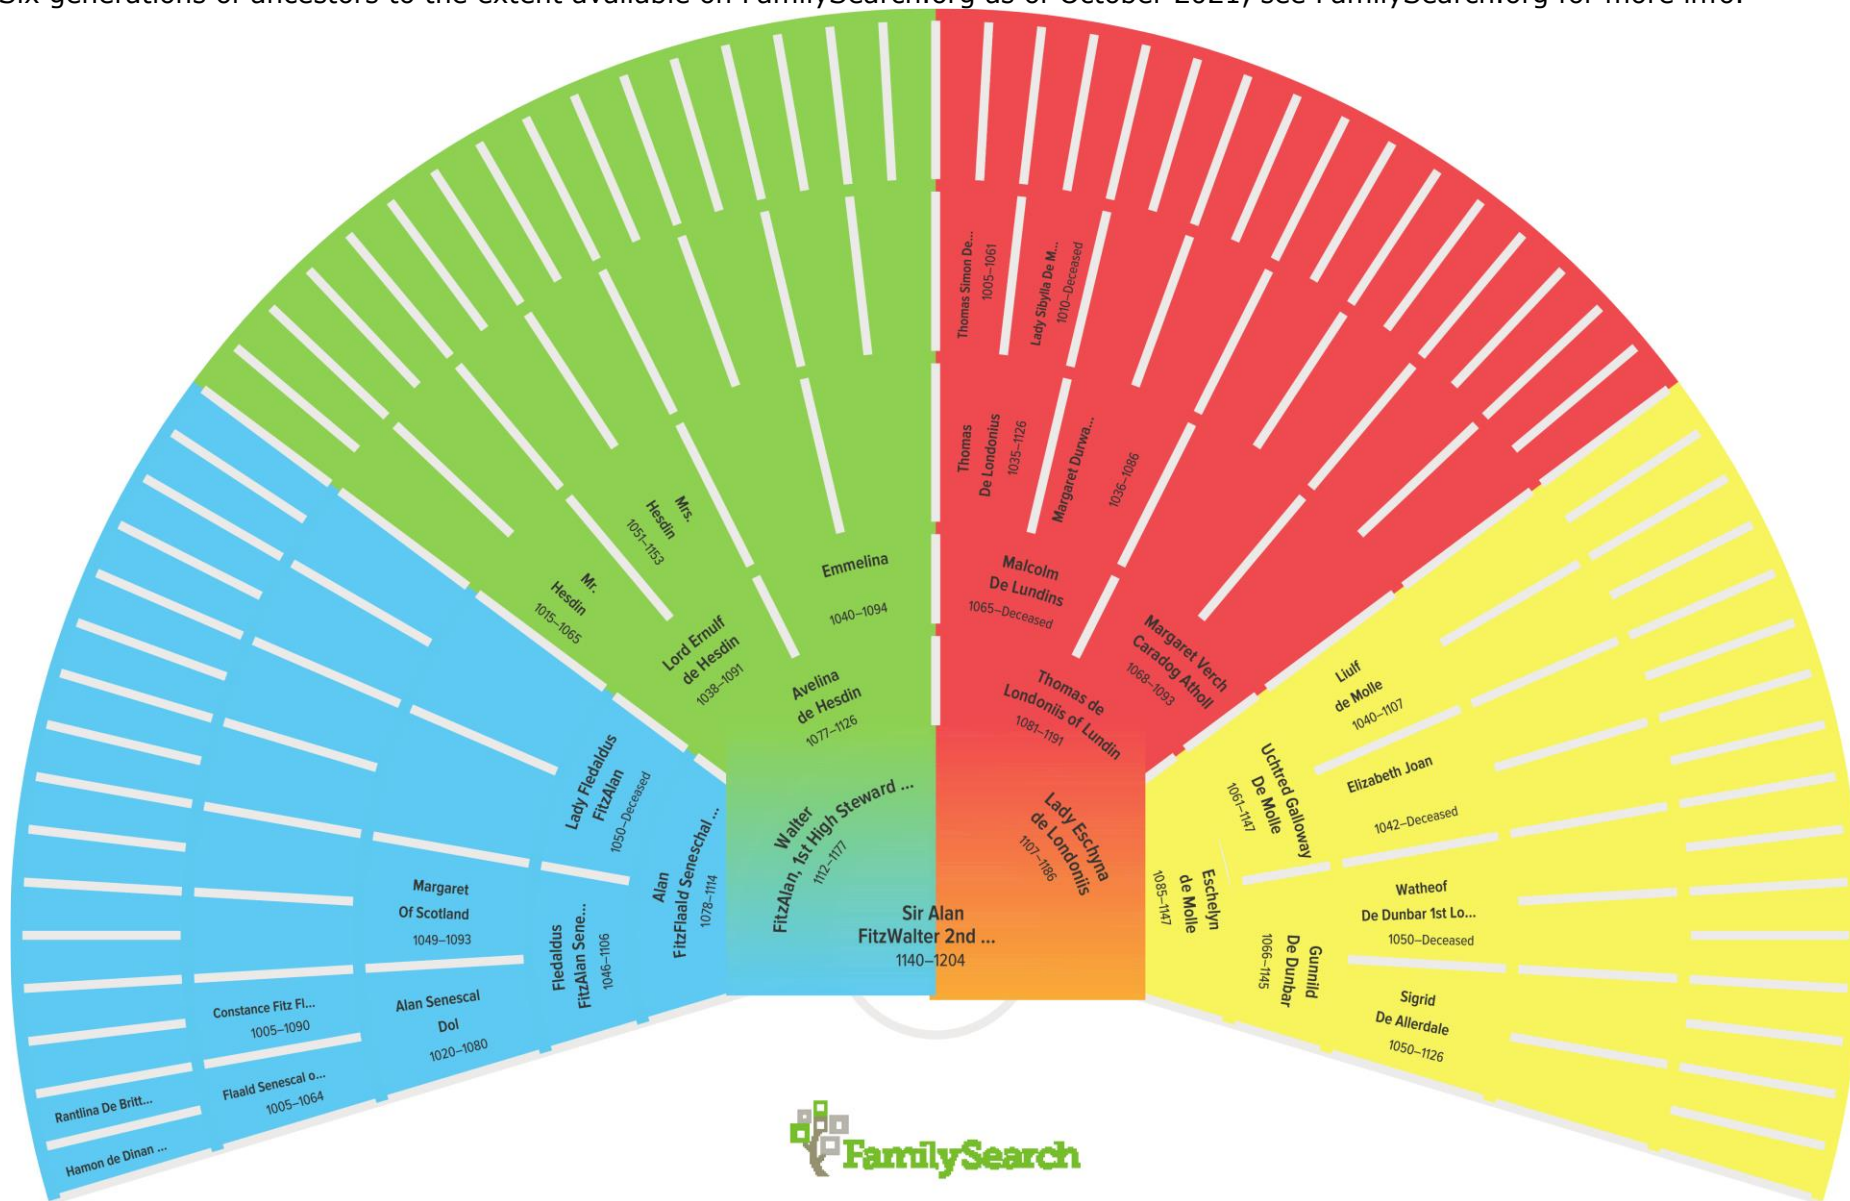 Six generations of ancestors to the extent available on FamilySearch.org as of October 2021, see FamilySearch.org for more info.
Thomas Simon De...
1005–1061
Lady Sibylla De M...
1010–Deceased
Thomas
De Londonius
1035–1126
Margaret Durwa...
1036–1086
Mrs.
Hesdin
1051–1153
Mr.
Hesdin
1015–1065
Emmelina
1040–1094
Lord Ernulf
de Hesdin
1038–1091
Avelina
de Hesdin
1077–1126
Malcolm
De Lundins
1065–Deceased
Margaret Verch
Caradog Atholl
1068–1093
Thomas de
Londoniis of Lundin
1081–1191
Liulf
de Molle
1040–1107
Elizabeth Joan
1042–Deceased
Uchtred Galloway
De Molle
1061–1147
Lady Fledaldus
FitzAlan
1050–Deceased
Alan
FitzFlaald Seneschal ...
1078–1114
Walter
FitzAlan, 1st High Steward ...
1112–1177
Lady Eschyna
de Londoniis
1107–1186
Eschelyn
de Molle
1085–1147
Sir Alan
FitzWalter 2nd ...
1140–1204
Margaret
Of Scotland
1049–1093
Fledaldus
FitzAlan Sene...
1046–1106
Watheof
De Dunbar 1st Lo...
1050–Deceased
Gunnild
De Dunbar
1066–1145
Sigrid
De Allerdale
1050–1126
Constance Fitz Fl...
1005–1090
Alan Senescal
Dol
1020–1080
Flaald Senescal o...
1005–1064
Rantlina De Britt...
Hamon de Dinan ...
FamilySearch